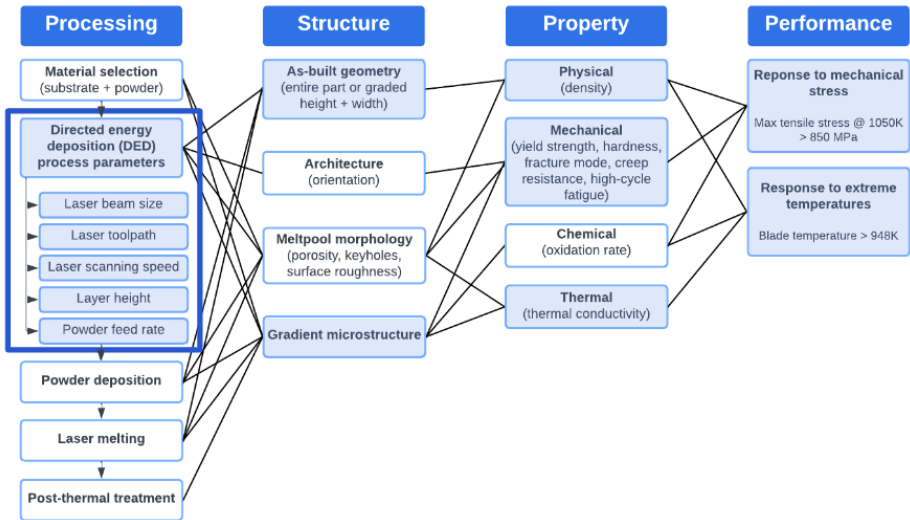 Processing
Structure
Property
Performance
Material selection
(substrate + powder)
Directed energy
deposition (DED)
process parameters
Laser beam size
Laser toolpath
Laser scanning speed
Layer height
Powder feed rate
Powder deposition
Laser melting
Post-thermal treatment
As-built geometry
(entire part or graded
height + width)
Architecture
(orientation)
Meltpool morphology
(porosity, keyholes,
surface roughness)
Gradient microstructure
Physical
(density)
Mechanical
(yield strength, hardness,
fracture mode, creep
resistance, high-cycle
fatigue)
Chemical
(oxidation rate)
Thermal
(thermal conductivity)
Reponse to mechanical
stress
Max tensile stress @ 1050K
> 850 MPa
Response to extreme
temperatures
Blade temperature > 948K